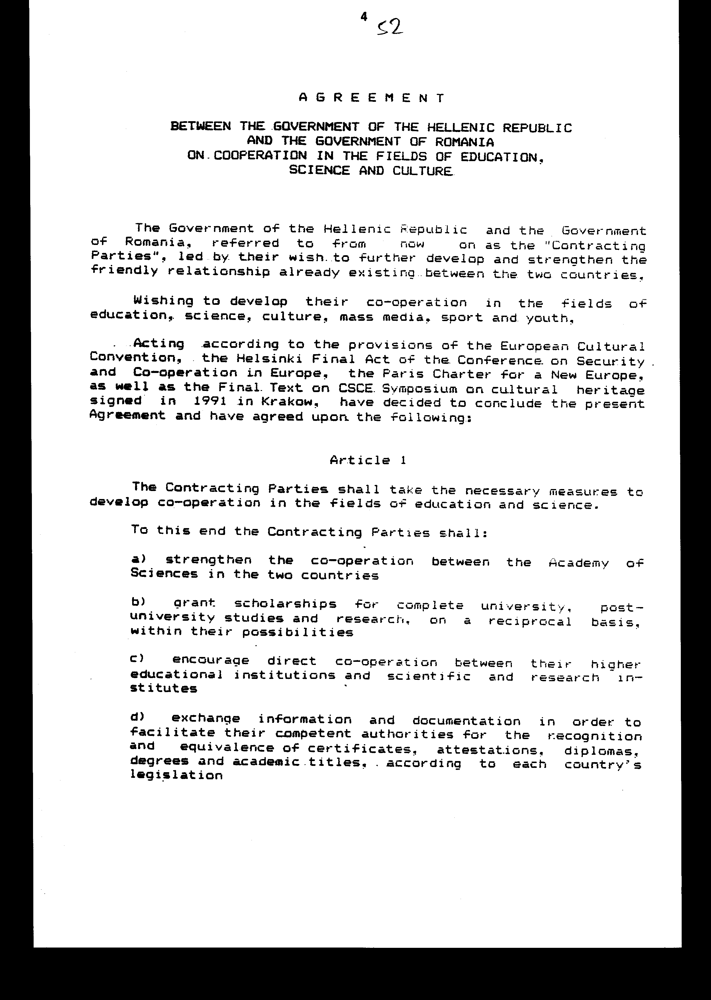 4
52
A G R E E M E N T
BETWEEN THE GOVERNMENT OF THE HELLENIC REPUBLIC
AND THE GOVERNMENT OF ROMANIA
ON COOPERATION IN THE FIELDS OF EDUCATION,
SCIENCE AND CULTURE
The Government of the Hellenic Republic and the Government
of Romania, referred to from now on as the "Contracting
Parties", led by their wish to further develop and strengthen the
friendly relationship already existing between the two countries,
Wishing to develop their co-operation in the fields of
education, science, culture, mass media, sport and youth,
Acting according to the provisions of the European Cultural
Convention, the Helsinki Final Act of the Conference on Security
and Co-operation in Europe, the Paris Charter for a New Europe,
as well as the Final Text on CSCE Symposium on cultural heritage
signed in 1991 in Krakow, have decided to conclude the present
Agreement and have agreed upon the following:
Article 1
The Contracting Parties shall take the necessary measures to
develop co-operation in the fields of education and science.
To this end the Contracting Parties shall:
a) strengthen the co-operation between the Academy of
Sciences in the two countries
b) grant scholarships for complete university, post-
university studies and research, on a reciprocal basis,
within their possibilities
c) encourage direct co-operation between their higher
educational institutions and scientific and research in-
stitutes
d) exchange information and documentation in order to
facilitate their competent authorities for the recognition
and equivalence of certificates, attestations, diplomas,
degrees and academic titles, according to each country's
legislation